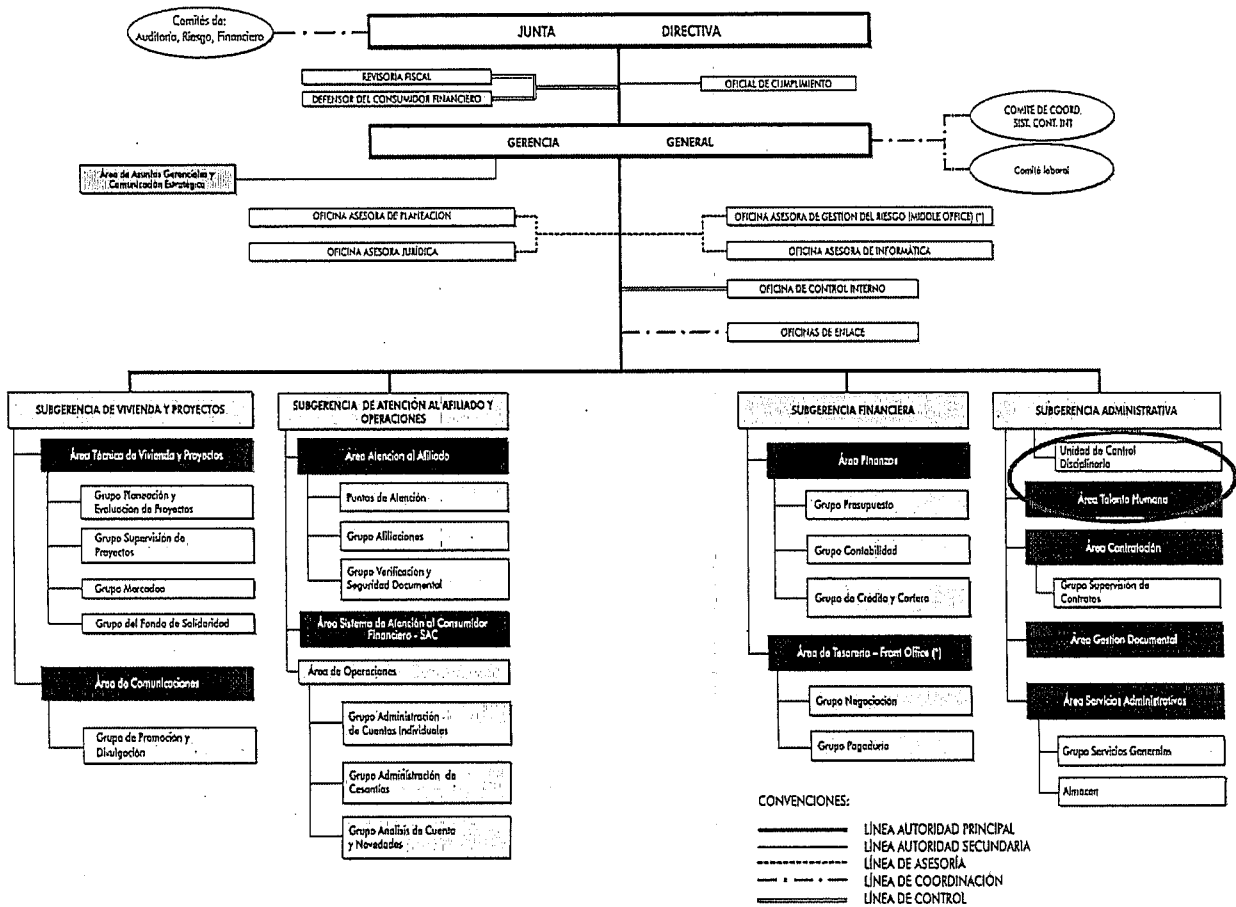 Comités de:
Auditoría, Riesgo, Financiero
JUNTA DIRECTIVA
REVISORIA FISCAL
DEFENSOR DEL CONSUMIDOR FINANCIERO
OFICIAL DE CUMPLIMIENTO
COMITE DE COORD.
SIST. CONT. INT
GERENCIA GENERAL
Comité laboral
Área de Asuntos Gerenciales y
Comunicación Estratégica
OFICINA ASESORA DE PLANEACION
OFICINA ASESORA DE GESTION DEL RIESGO (MIDDLE OFFICE) (*)
OFICINA ASESORA JURÍDICA
OFICINA ASESORA DE INFORMÁTICA
OFICINA DE CONTROL INTERNO
OFICINAS DE ENLACE
SUBGERENCIA DE VIVIENDA Y PROYECTOS
Área Técnica de Vivienda y Proyectos
Grupo Planeación y
Evaluacion de Proyectos
Grupo Supervisión de
Proyectos
Grupo Mercadeo
Grupo del Fondo de Solidaridad
Área de Comunicaciones
Grupo de Promoción y
Divulgación
SUBGERENCIA DE ATENCIÓN AL AFILIADO Y
OPERACIONES
Área Atencion al Afiliado
Puntos de Atención
Grupo Afiliaciones
Grupo Verificacion y
Seguridad Documental
Área Sistema de Atención al Consumidor
Financiero - SAC
Área de Operaciones
Grupo Administración
de Cuentas Individuales
Grupo Administración de
Cesantías
Grupo Analisis de Cuenta
y Novedades
SUBGERENCIA FINANCIERA
Área Finanzas
Grupo Presupuesto
Grupo Contabilidad
Grupo de Crédito y Cartera
Área de Tesorería – Front Office (*)
Grupo Negociación
Grupo Pagaduría
SUBGERENCIA ADMINISTRATIVA
Unidad de Control
Disciplinario
Área Talento Humano
Área Contratación
Grupo Supervisión de
Contratos
Área Gestion Documental
Área Servicios Administrativos
Grupo Servicios Generales
Almacen
CONVENCIONES:
LÍNEA AUTORIDAD PRINCIPAL
LÍNEA AUTORIDAD SECUNDARIA
LÍNEA DE ASESORÍA
LÍNEA DE COORDINACIÓN
LÍNEA DE CONTROL